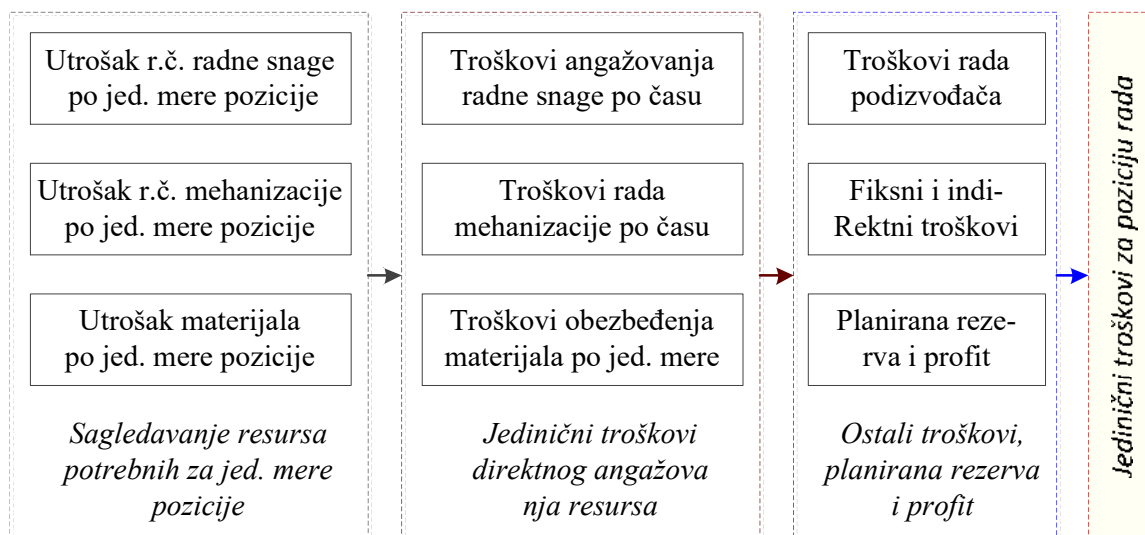 Utrošak r.č. radne snage
po jed. mere pozicije
Utrošak r.č. mehanizacije
po jed. mere pozicije
Utrošak materijala
po jed. mere pozicije
Sagledavanje resursa
potrebnih za jed. mere
pozicije
Troškovi angažovanja
radne snage po času
Troškovi rada
mehanizacije po času
Troškovi obezbeđenja
materijala po jed. mere
Jedinični troškovi
direktnog angažova
nja resursa
Troškovi rada
podizvođača
Fiksni i indi-
Rektni troškovi
Planirana reze-
rva i profit
Ostali troškovi,
planirana rezerva
i profit
Jedinični troškovi za poziciju rada